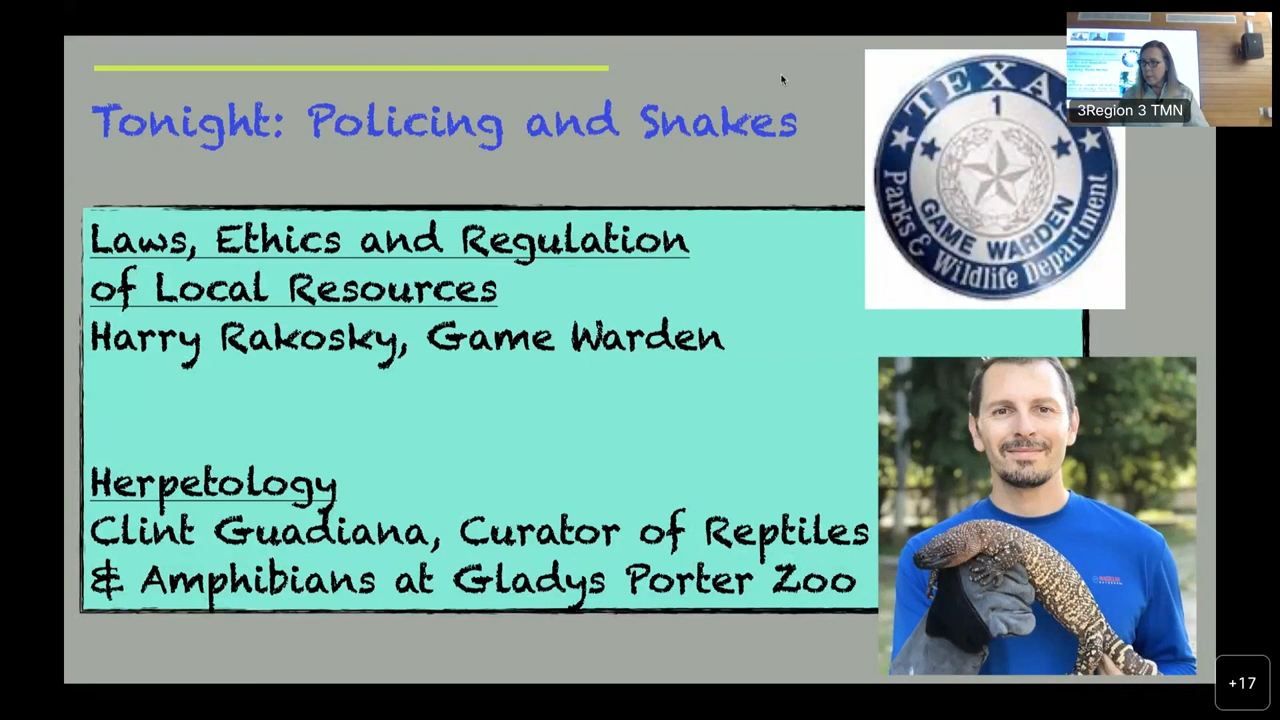 Tonight: Policing and Snakes
Laws, Ethics and Regulation
of Local Resources
Harry Rakosky, Game Warden
Herpetology
Clint Guadiana, Curator of Reptiles
& Amphibians at Gladys Porter Zoo
TEXAS
1
GAME WARDEN
Parks & Wildlife Department
3Region 3 TMN
+17